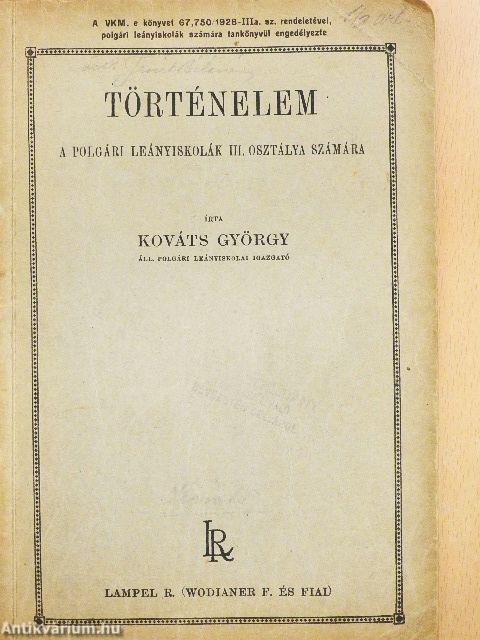 A VKM. e könyvet 67,750/1928-IIIa. sz. rendeletével,
polgári leányiskolák számára tankönyvül engedélyezte
TÖRTÉNELEM
A POLGÁRI LEÁNYISKOLÁK III. OSZTÁLYA SZÁMÁRA
ÍRTA
KOVÁTS GYÖRGY
ÁLL. POLGÁRI LEÁNYISKOLAI IGAZGATÓ
LR
LAMPEL R. (WODIANER F. ÉS FIAI)
Antikvarium.hu